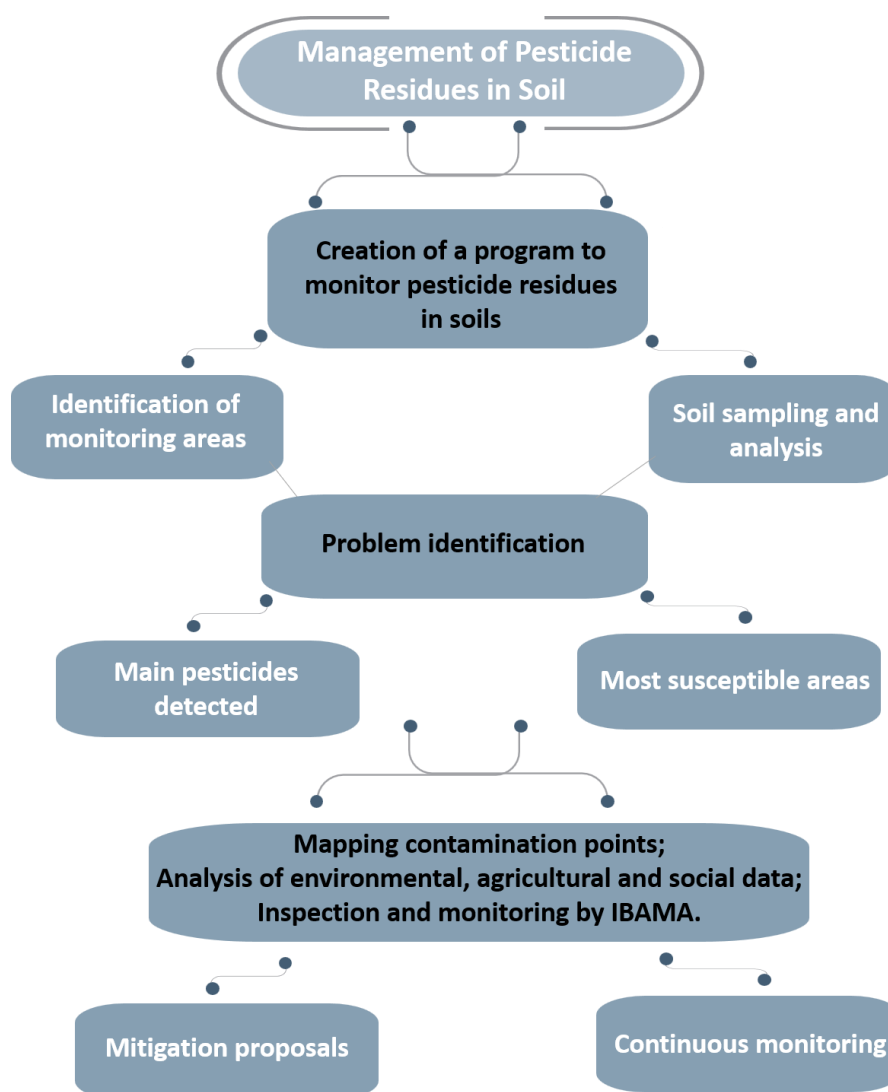 Management of Pesticide
Residues in Soil
Creation of a program to
monitor pesticide residues
in soils
Identification of
monitoring areas
Soil sampling and
analysis
Problem identification
Main pesticides
detected
Most susceptible areas
Mapping contamination points;
Analysis of environmental, agricultural and social data;
Inspection and monitoring by IBAMA.
Mitigation proposals
Continuous monitoring